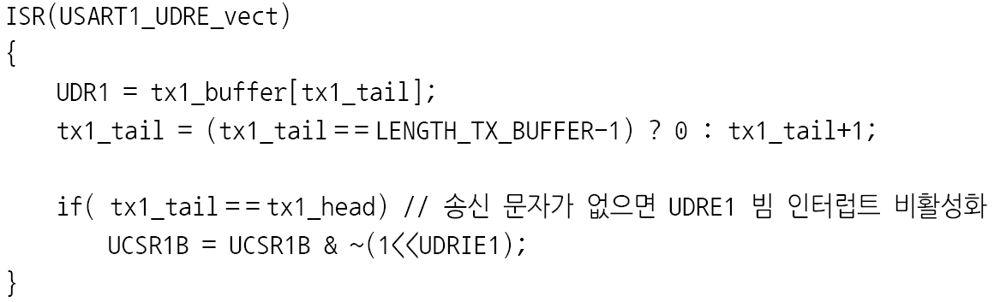 ISR(USART1_UDRE_vect)
{
    UDR1 = tx1_buffer[tx1_tail];
    tx1_tail = (tx1_tail==LENGTH_TX_BUFFER-1) ? 0 : tx1_tail+1;

    if( tx1_tail==tx1_head) // 송신 문자가 없으면 UDRE1 빔 인터럽트 비활성화
        UCSR1B = UCSR1B & ~(1<<UDRIE1);
}